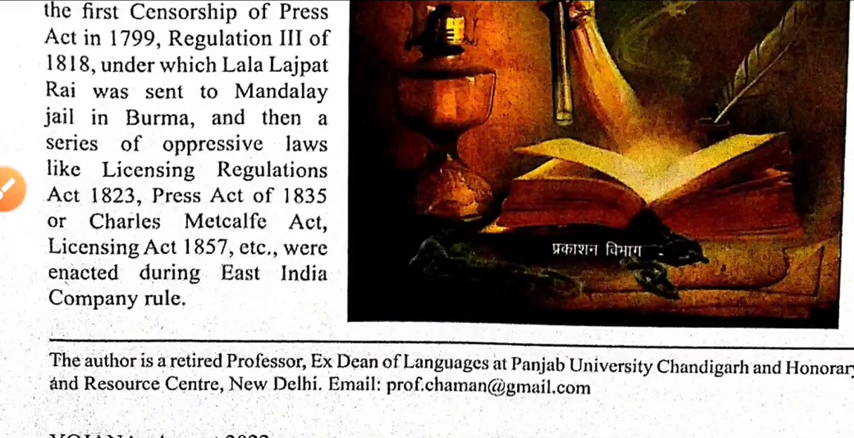 the first Censorship of Press
Act in 1799, Regulation III of
1818, under which Lala Lajpat
Rai was sent to Mandalay
jail in Burma, and then a
series of oppressive laws
like Licensing Regulations
Act 1823, Press Act of 1835
or Charles Metcalfe Act,
Licensing Act 1857, etc., were
enacted during East India
Company rule.
प्रकाशन विभाग
The author is a retired Professor, Ex Dean of Languages at Panjab University Chandigarh and Honorar
and Resource Centre, New Delhi. Email: prof.chaman@gmail.com